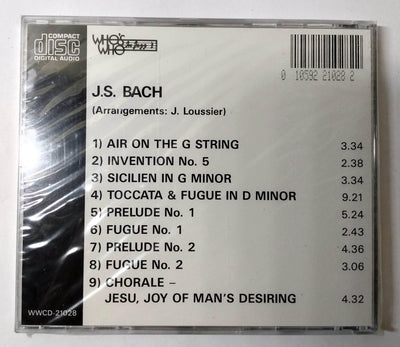 COMPACT
disc
DIGITAL AUDIO
WHO'S
WHO in Jazz
0 10592 21028 2
J.S. BACH
(Arrangements: J. Loussier)
1) AIR ON THE G STRING 3.34
2) INVENTION No. 5 2.38
3) SICILIEN IN G MINOR 3.34
4) TOCCATA & FUGUE IN D MINOR 9.21
5) PRELUDE No. 1 5.24
6) FUGUE No. 1 2.43
7) PRELUDE No. 2 4.36
8) FUGUE No. 2 3.06
9) CHORALE –
JESU, JOY OF MAN'S DESIRING 4.32
WWCD-21028